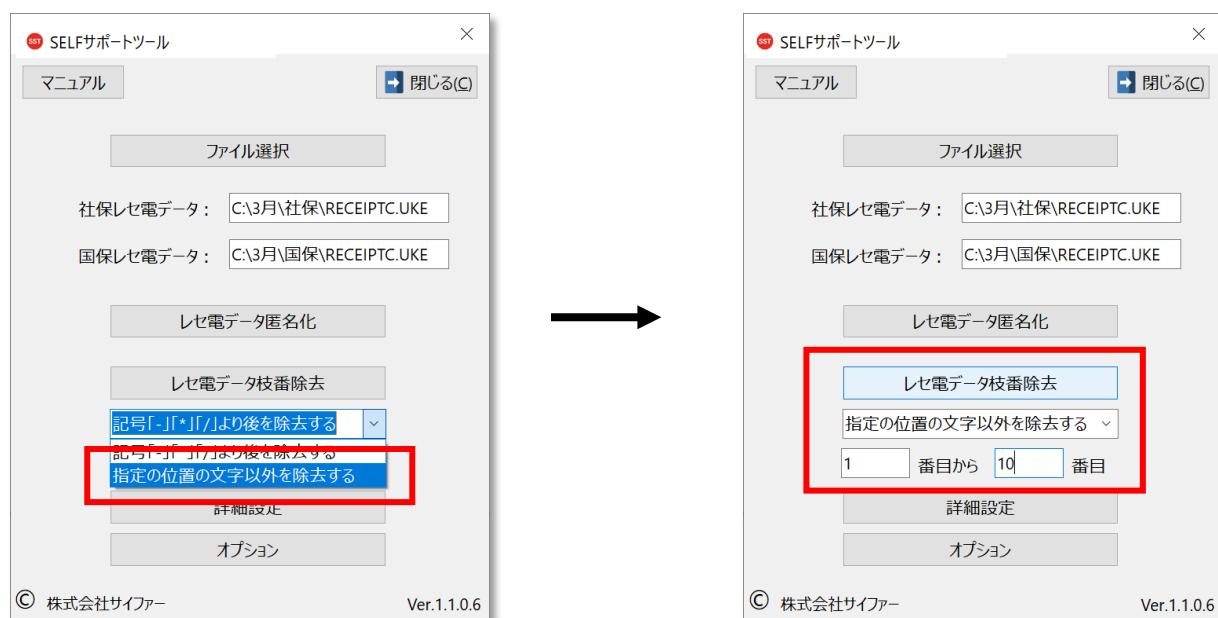 SST SELFサポートツール
マニュアル
閉じる(C)
ファイル選択
社保レセ電データ： C:\3月\社保\RECEIPTC.UKE
国保レセ電データ： C:\3月\国保\RECEIPTC.UKE
レセ電データ匿名化
レセ電データ枝番除去
記号「-」「*」「/」より後を除去する
記号「-」「*」「/」より後を除去する
指定の位置の文字以外を除去する
詳細設定
オプション
© 株式会社サイファー
Ver.1.1.0.6
SST SELFサポートツール
マニュアル
閉じる(C)
ファイル選択
社保レセ電データ： C:\3月\社保\RECEIPTC.UKE
国保レセ電データ： C:\3月\国保\RECEIPTC.UKE
レセ電データ匿名化
レセ電データ枝番除去
指定の位置の文字以外を除去する
1 番目から 10 番目
詳細設定
オプション
© 株式会社サイファー
Ver.1.1.0.6